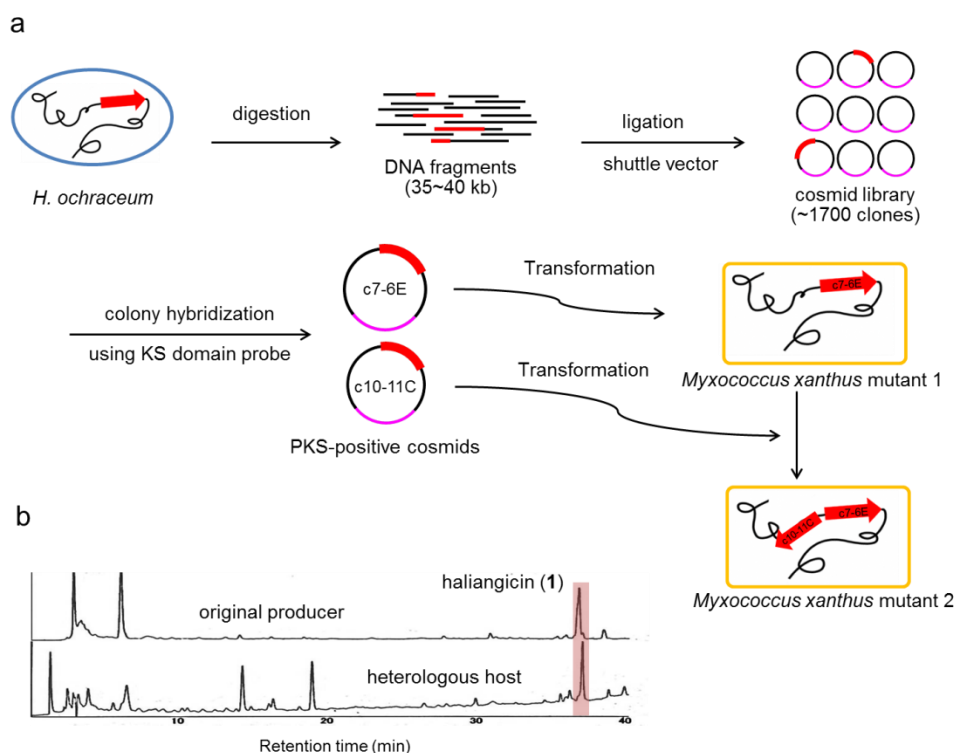 a
digestion
ligation
shuttle vector
H. ochraceum
DNA fragments
(35~40 kb)
cosmid library
(~1700 clones)
colony hybridization
using KS domain probe
c7-6E
c10-11C
PKS-positive cosmids
Transformation
Transformation
c7-6E
Myxococcus xanthus mutant 1
c10-11C
c7-6E
Myxococcus xanthus mutant 2
b
haliangicin (1)
original producer
heterologous host
10
20
30
40
Retention time (min)